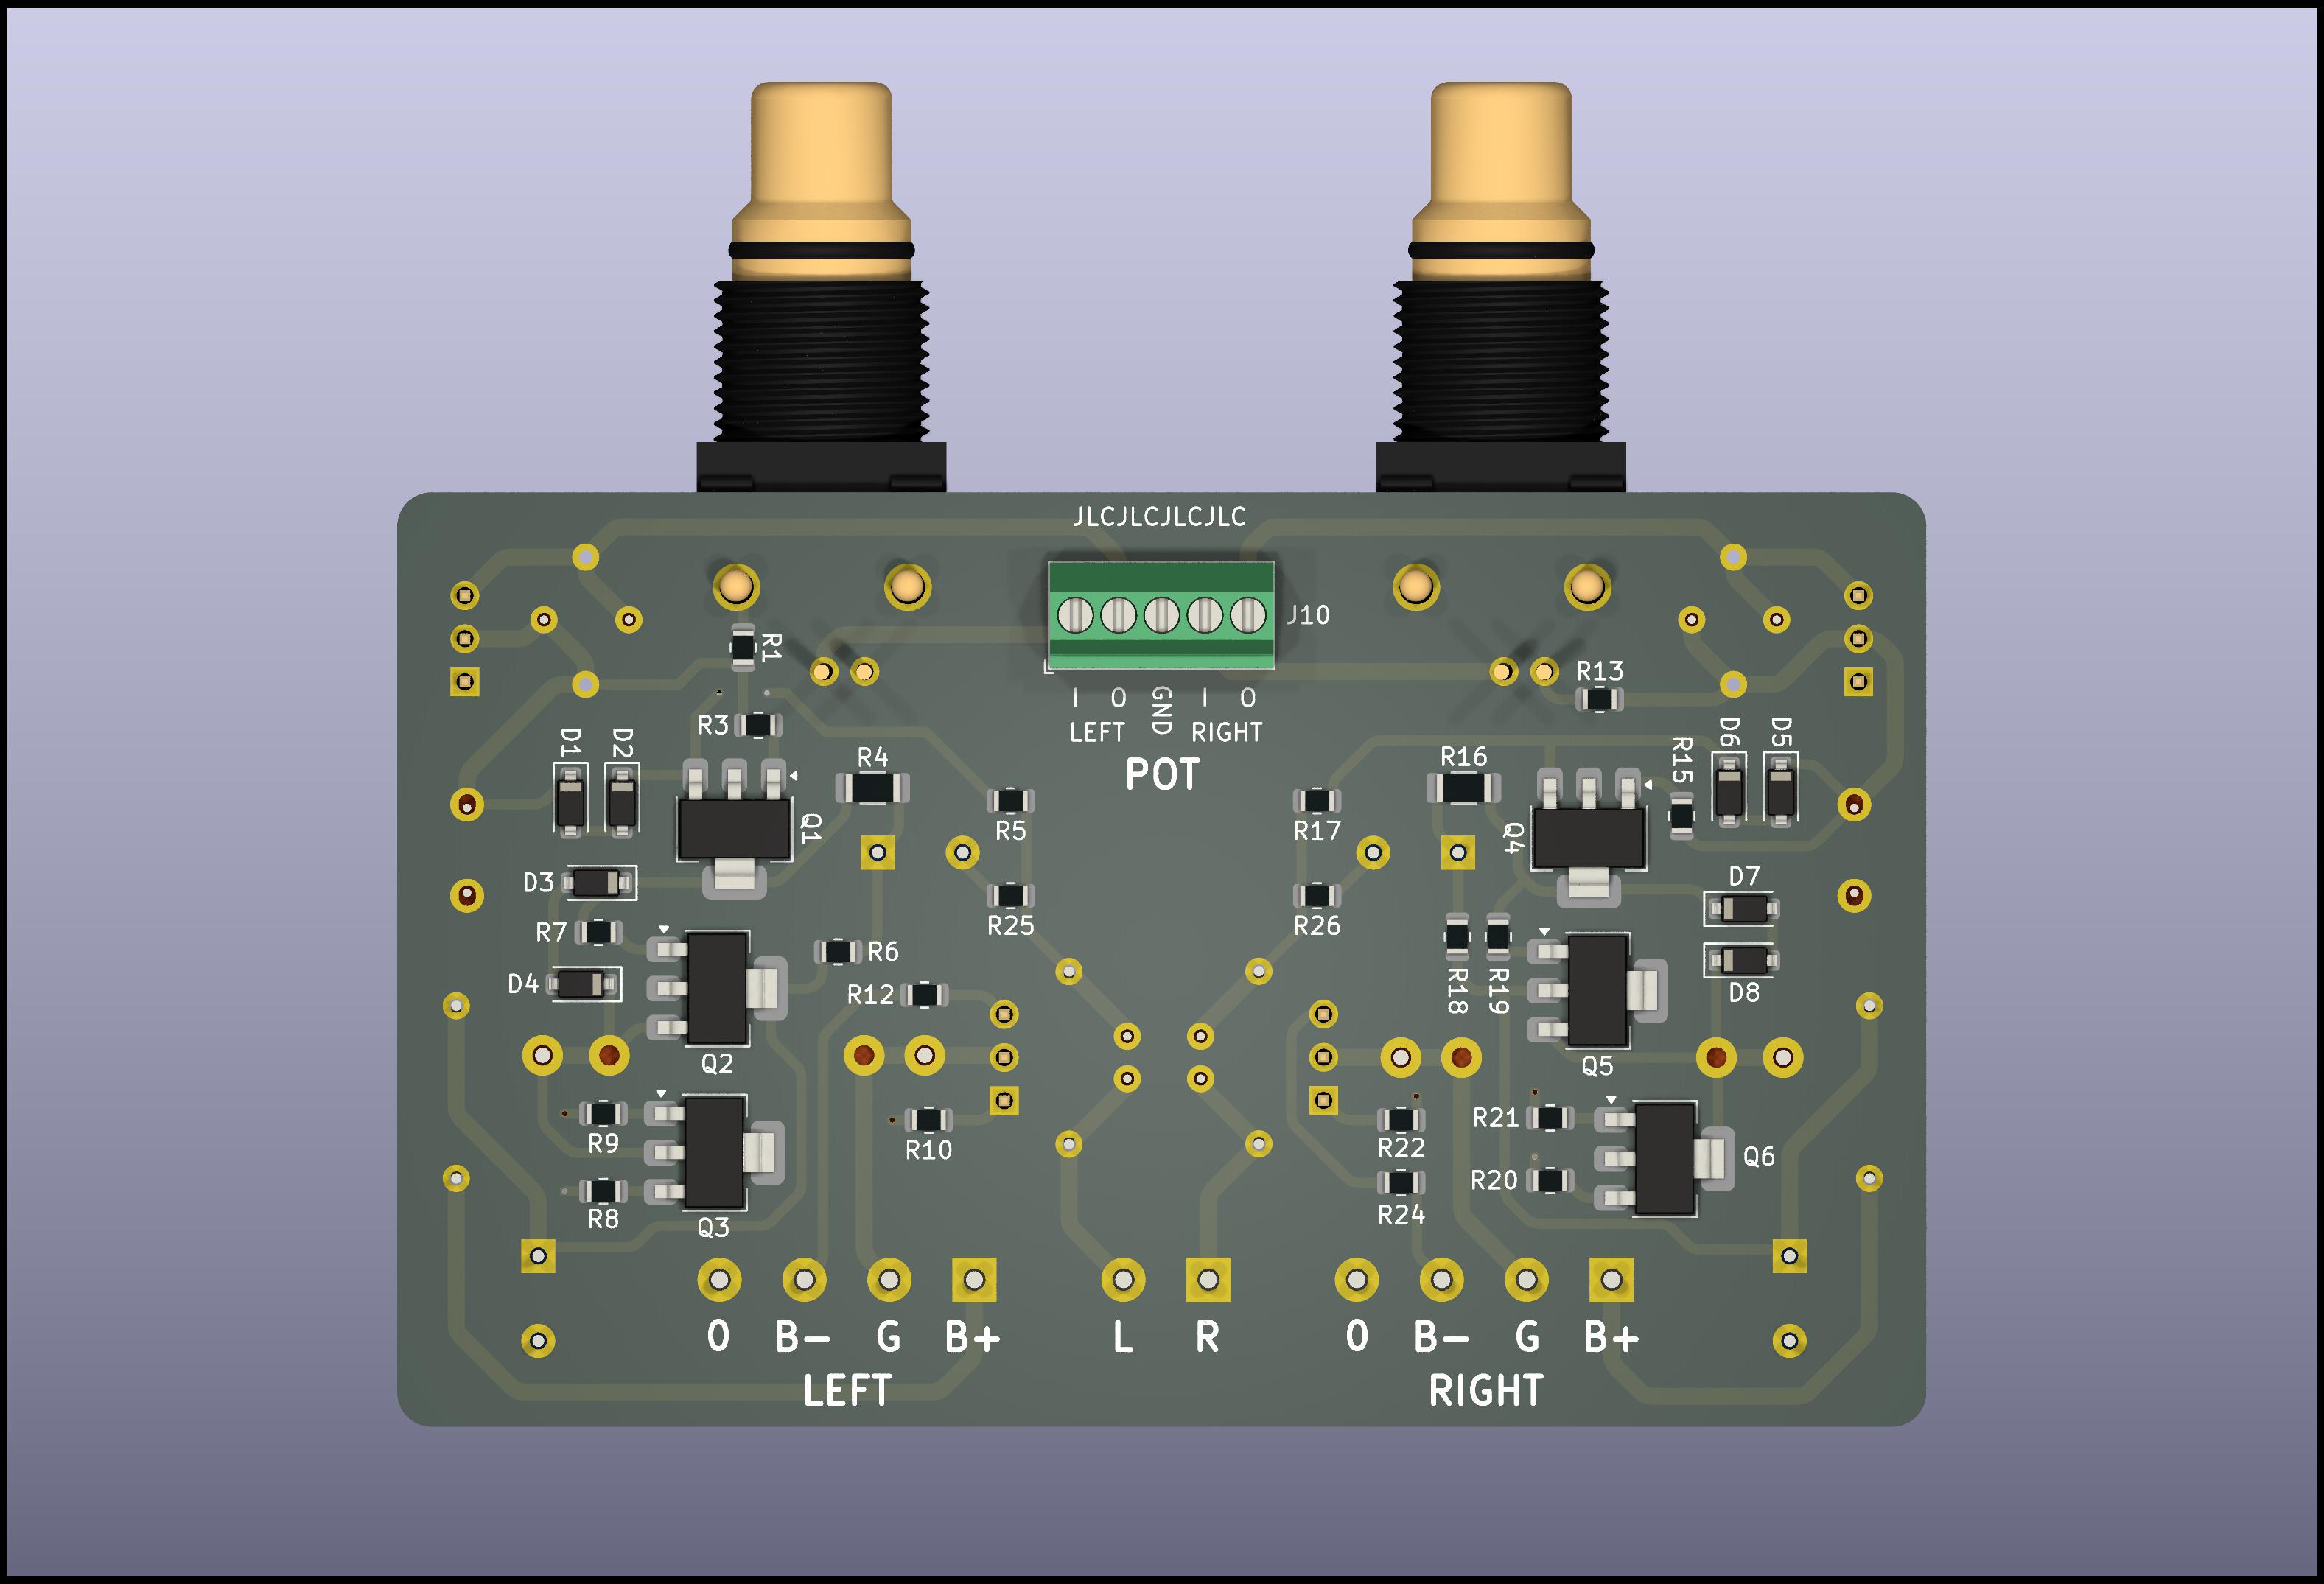 JLCJLCJLCJLC
J10
R1
R13
I O GND I O
LEFT RIGHT
POT
R3
D1 D2
R4
R16
R15
D6 D5
Q1
R5
R17
Q4
D3
D7
R7
R25
R26
R6
D4
R12
R18 R19
D8
Q2
Q5
R9
R10
R22
R21
Q6
R20
R8
Q3
R24
O B- G B+ L R O B- G B+
LEFT RIGHT